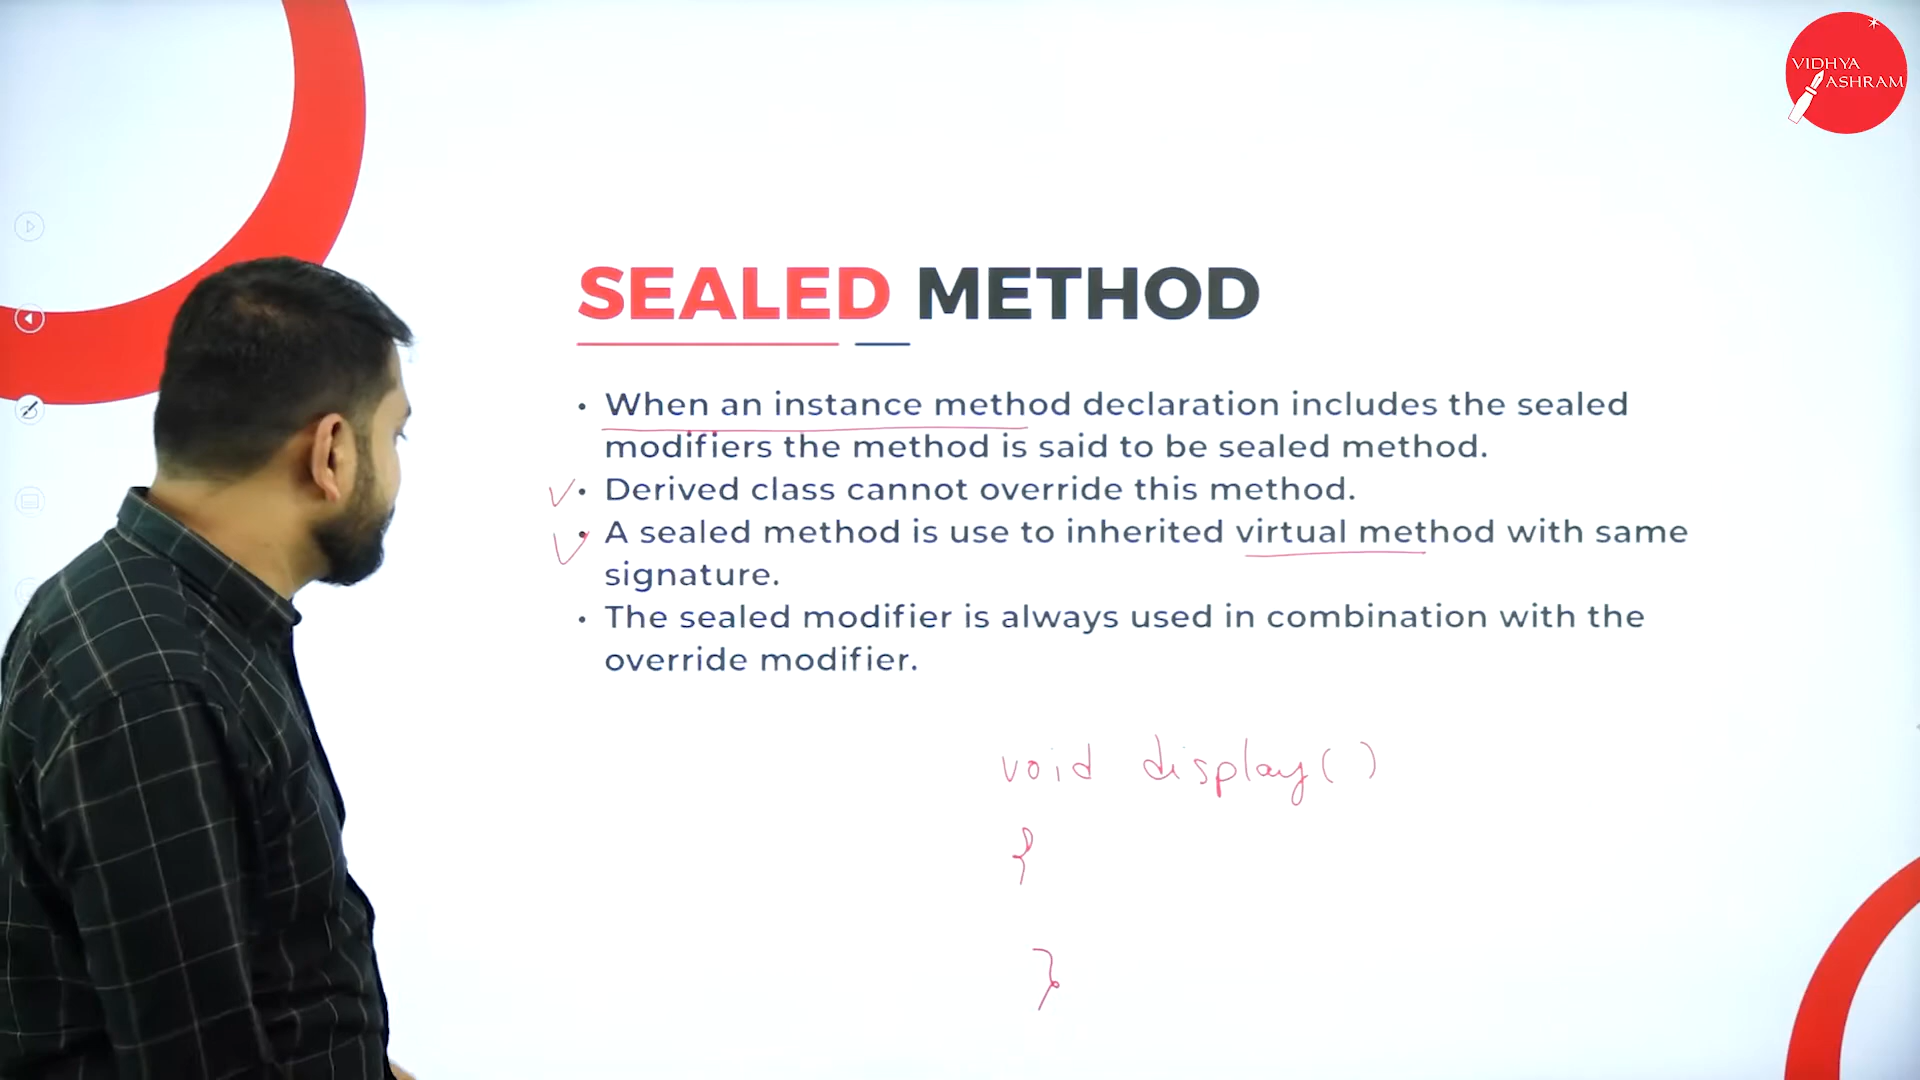 VIDHYA
ASHRAM
SEALED METHOD
• When an instance method declaration includes the sealed
modifiers the method is said to be sealed method.
• Derived class cannot override this method.
• A sealed method is use to inherited virtual method with same
signature.
• The sealed modifier is always used in combination with the
override modifier.
void display( )
{
}